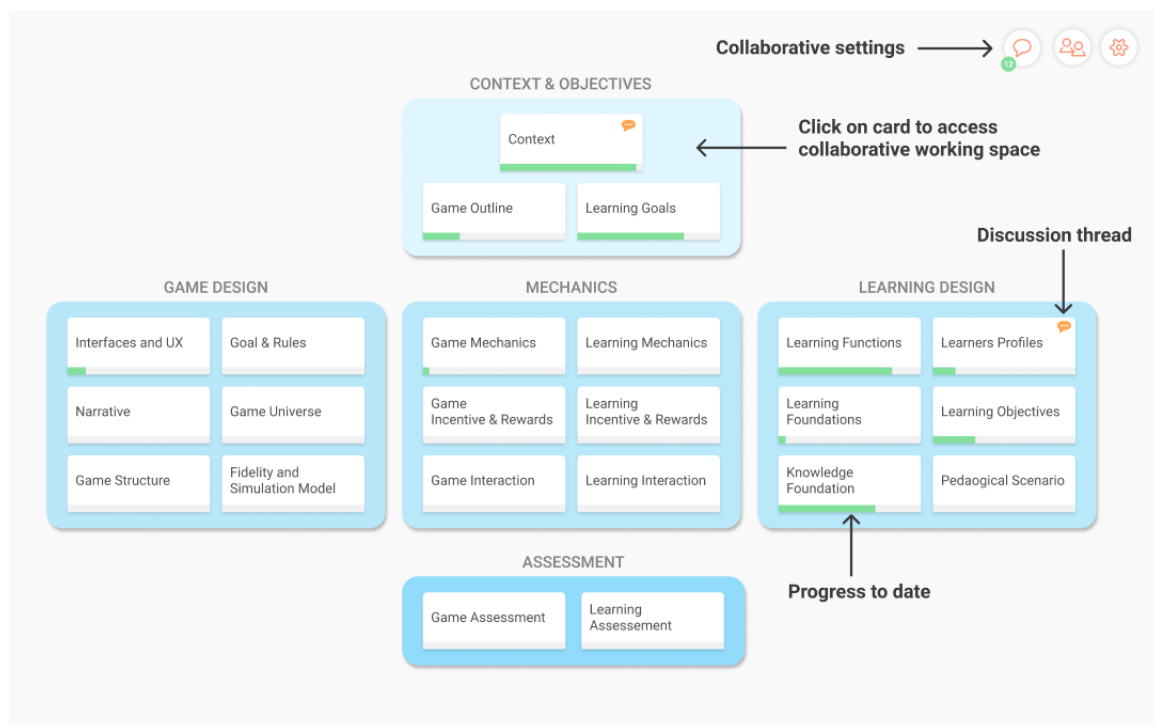 Collaborative settings
12
CONTEXT & OBJECTIVES
Context
Click on card to access
collaborative working space
Game Outline
Learning Goals
Discussion thread
GAME DESIGN
MECHANICS
LEARNING DESIGN
Interfaces and UX
Goal & Rules
Narrative
Game Universe
Game Structure
Fidelity and
Simulation Model
Game Mechanics
Learning Mechanics
Game
Incentive & Rewards
Learning
Incentive & Rewards
Game Interaction
Learning Interaction
Learning Functions
Learners Profiles
Learning
Foundations
Learning Objectives
Knowledge
Foundation
Pedaogical Scenario
Progress to date
ASSESSMENT
Game Assessment
Learning
Assessement